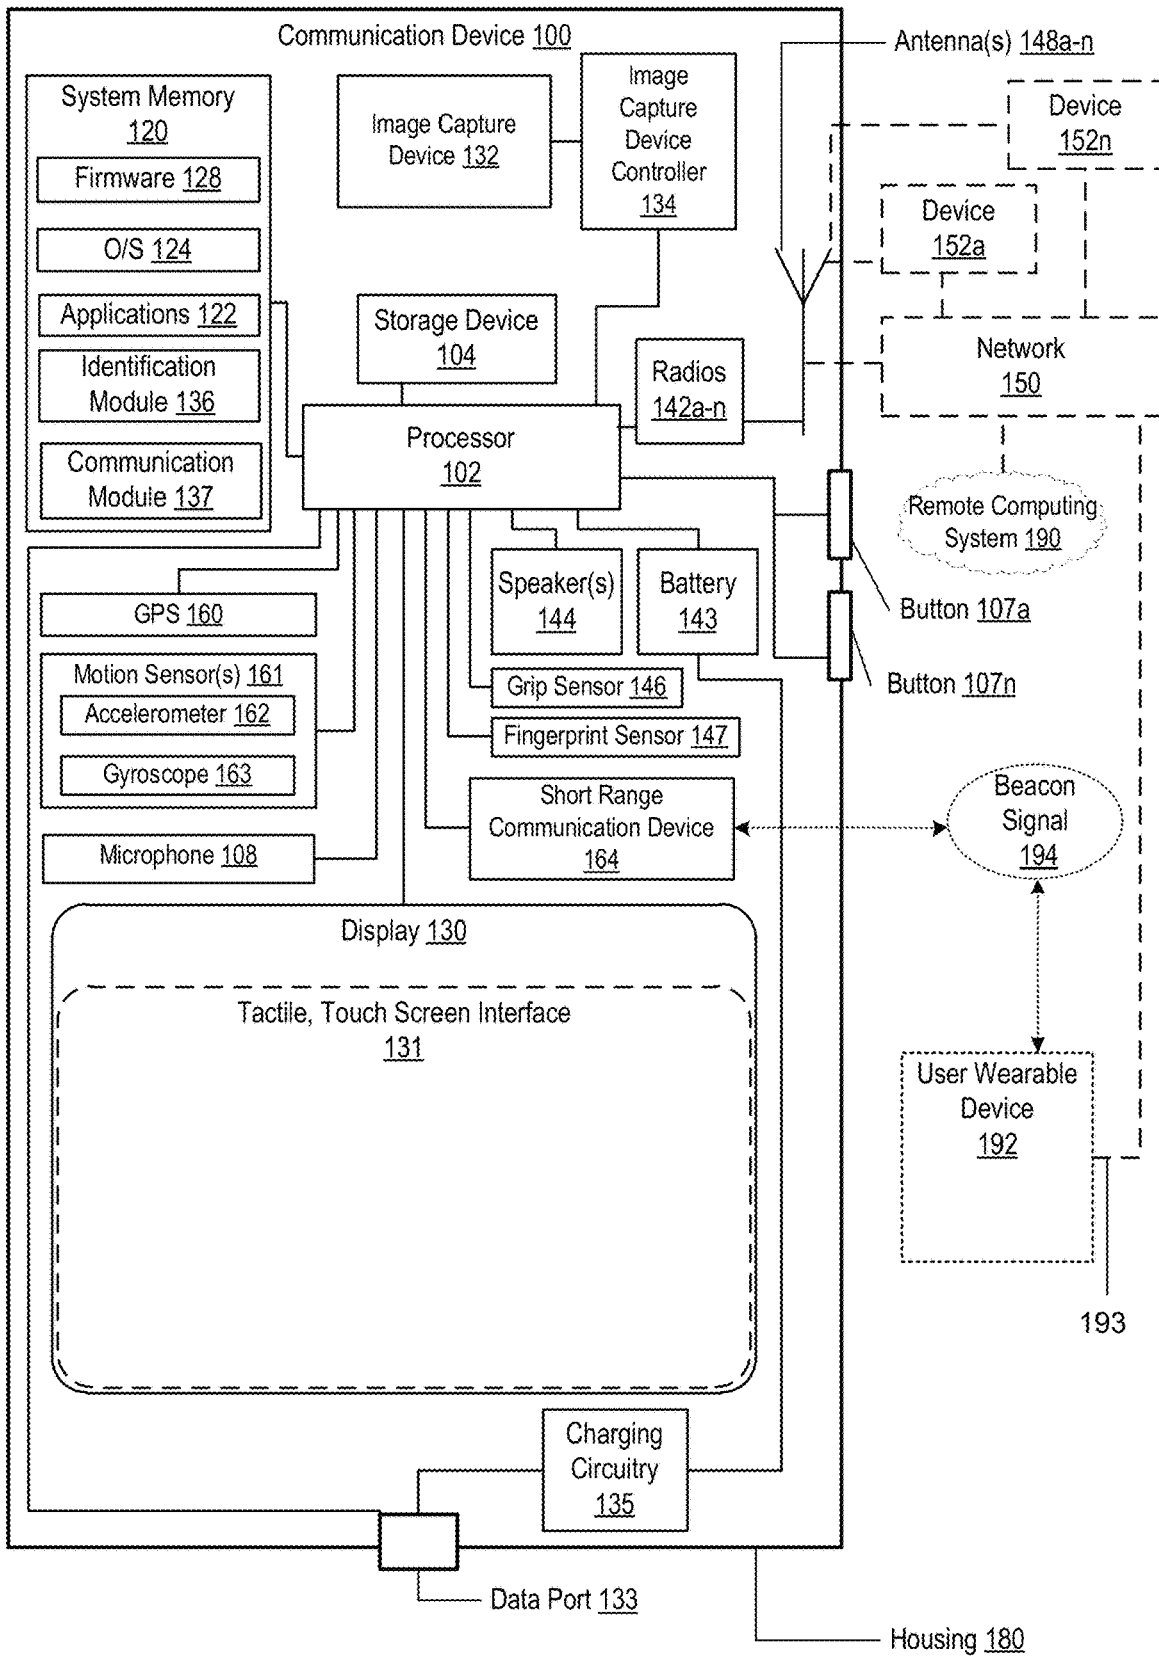 Communication Device 100
Antenna(s) 148a-n
System Memory
120
Firmware 128
O/S 124
Applications 122
Identification
Module 136
Communication
Module 137
Image Capture
Device 132
Image
Capture
Device
Controller
134
Device
152n
Device
152a
Storage Device
104
Radios
142a-n
Network
150
Processor
102
Remote Computing
System 190
Speaker(s)
144
Battery
143
Button 107a
Button 107n
GPS 160
Motion Sensor(s) 161
Accelerometer 162
Gyroscope 163
Grip Sensor 146
Fingerprint Sensor 147
Short Range
Communication Device
164
Beacon
Signal
194
Microphone 108
Display 130
Tactile, Touch Screen Interface
131
User Wearable
Device
192
193
Charging
Circuitry
135
Data Port 133
Housing 180